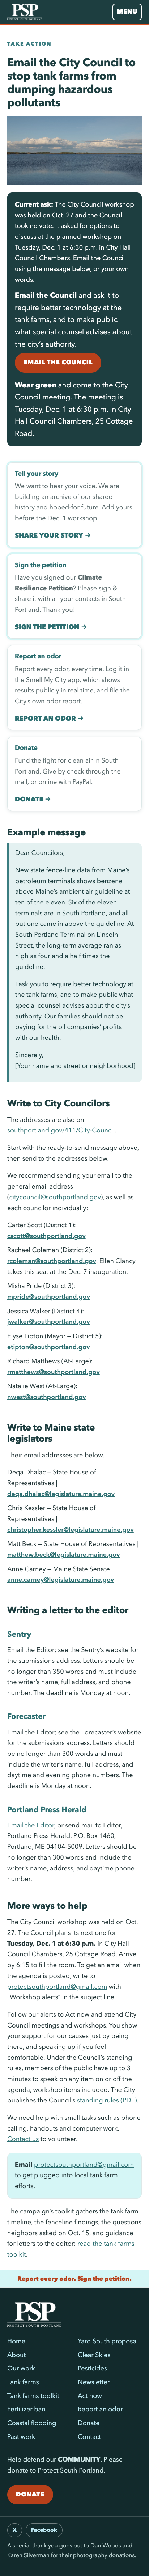 PSP
PROTECT SOUTH PORTLAND
MENU
TAKE ACTION
Email the City Council to
stop tank farms from
dumping hazardous
pollutants
Current ask: The City Council workshop
was held on Oct. 27 and the Council
took no vote. It asked for options to
discuss at the planned workshop on
Tuesday, Dec. 1 at 6:30 p.m. in City Hall
Council Chambers. Email the Council
using the message below, or your own
words.
Email the Council and ask it to
require better technology at the
tank farms, and to make public
what special counsel advises about
the city’s authority.
EMAIL THE COUNCIL
Wear green and come to the City
Council meeting. The meeting is
Tuesday, Dec. 1 at 6:30 p.m. in City
Hall Council Chambers, 25 Cottage
Road.
Tell your story
We want to hear your voice. We are
building an archive of our shared
history and hoped-for future. Add yours
before the Dec. 1 workshop.
SHARE YOUR STORY →
Sign the petition
Have you signed our Climate
Resilience Petition? Please sign &
share it with all your contacts in South
Portland. Thank you!
SIGN THE PETITION →
Report an odor
Report every odor, every time. Log it in
the Smell My City app, which shows
results publicly in real time, and file the
City’s own odor report.
REPORT AN ODOR →
Donate
Fund the fight for clean air in South
Portland. Give by check through the
mail, or online with PayPal.
DONATE →
Example message
Dear Councilors,
New state fence-line data from Maine’s
petroleum terminals shows benzene
above Maine’s ambient air guideline at
ten of the eleven. Six of the eleven
terminals are in South Portland, and all
but one came in above the guideline. At
South Portland Terminal on Lincoln
Street, the long-term average ran as
high as four and a half times the
guideline.
I ask you to require better technology at
the tank farms, and to make public what
special counsel advises about the city’s
authority. Our families should not be
paying for the oil companies’ profits
with our health.
Sincerely,
[Your name and street or neighborhood]
Write to City Councilors
The addresses are also on
southportland.gov/411/City-Council.
Start with the ready-to-send message above,
then send to the addresses below.
We recommend sending your email to the
general email address
(citycouncil@southportland.gov), as well as
each councilor individually:
Carter Scott (District 1):
cscott@southportland.gov
Rachael Coleman (District 2):
rcoleman@southportland.gov. Ellen Clancy
takes this seat at the Dec. 7 inauguration.
Misha Pride (District 3):
mpride@southportland.gov
Jessica Walker (District 4):
jwalker@southportland.gov
Elyse Tipton (Mayor — District 5):
etipton@southportland.gov
Richard Matthews (At-Large):
rmatthews@southportland.gov
Natalie West (At-Large):
nwest@southportland.gov
Write to Maine state
legislators
Their email addresses are below.
Deqa Dhalac — State House of
Representatives |
deqa.dhalac@legislature.maine.gov
Chris Kessler — State House of
Representatives |
christopher.kessler@legislature.maine.gov
Matt Beck — State House of Representatives |
matthew.beck@legislature.maine.gov
Anne Carney — Maine State Senate |
anne.carney@legislature.maine.gov
Writing a letter to the editor
Sentry
Email the Editor; see the Sentry’s website for
the submissions address. Letters should be
no longer than 350 words and must include
the writer’s name, full address, and phone
number. The deadline is Monday at noon.
Forecaster
Email the Editor; see the Forecaster’s website
for the submissions address. Letters should
be no longer than 300 words and must
include the writer’s name, full address, and
daytime and evening phone numbers. The
deadline is Monday at noon.
Portland Press Herald
Email the Editor, or send mail to Editor,
Portland Press Herald, P.O. Box 1460,
Portland, ME 04104-5009. Letters should be
no longer than 300 words and include the
writer’s name, address, and daytime phone
number.
More ways to help
The City Council workshop was held on Oct.
27. The Council plans its next one for
Tuesday, Dec. 1 at 6:30 p.m. in City Hall
Council Chambers, 25 Cottage Road. Arrive
by 6:15 to fill the room. To get an email when
the agenda is posted, write to
protectsouthportland@gmail.com with
“Workshop alerts” in the subject line.
Follow our alerts to Act now and attend City
Council meetings and workshops. You show
your support for our causes just by being
there, and speaking up if you feel
comfortable. Under the Council’s standing
rules, members of the public have up to 3
minutes to speak on any item on or off the
agenda, workshop items included. The City
publishes the Council’s standing rules (PDF).
We need help with small tasks such as phone
calling, handouts and computer work.
Contact us to volunteer.
Email protectsouthportland@gmail.com
to get plugged into local tank farm
efforts.
The campaign’s toolkit gathers the tank farm
timeline, the fenceline findings, the questions
neighbors asked on Oct. 15, and guidance
for letters to the editor: read the tank farms
toolkit.
Report every odor. Sign the petition.
PSP
PROTECT SOUTH PORTLAND
Home
Yard South proposal
About
Clear Skies
Our work
Pesticides
Tank farms
Newsletter
Tank farms toolkit
Act now
Fertilizer ban
Report an odor
Coastal flooding
Donate
Past work
Contact
Help defend our COMMUNITY. Please
donate to Protect South Portland.
DONATE
X
Facebook
A special thank you goes out to Dan Woods and
Karen Silverman for their photography donations.